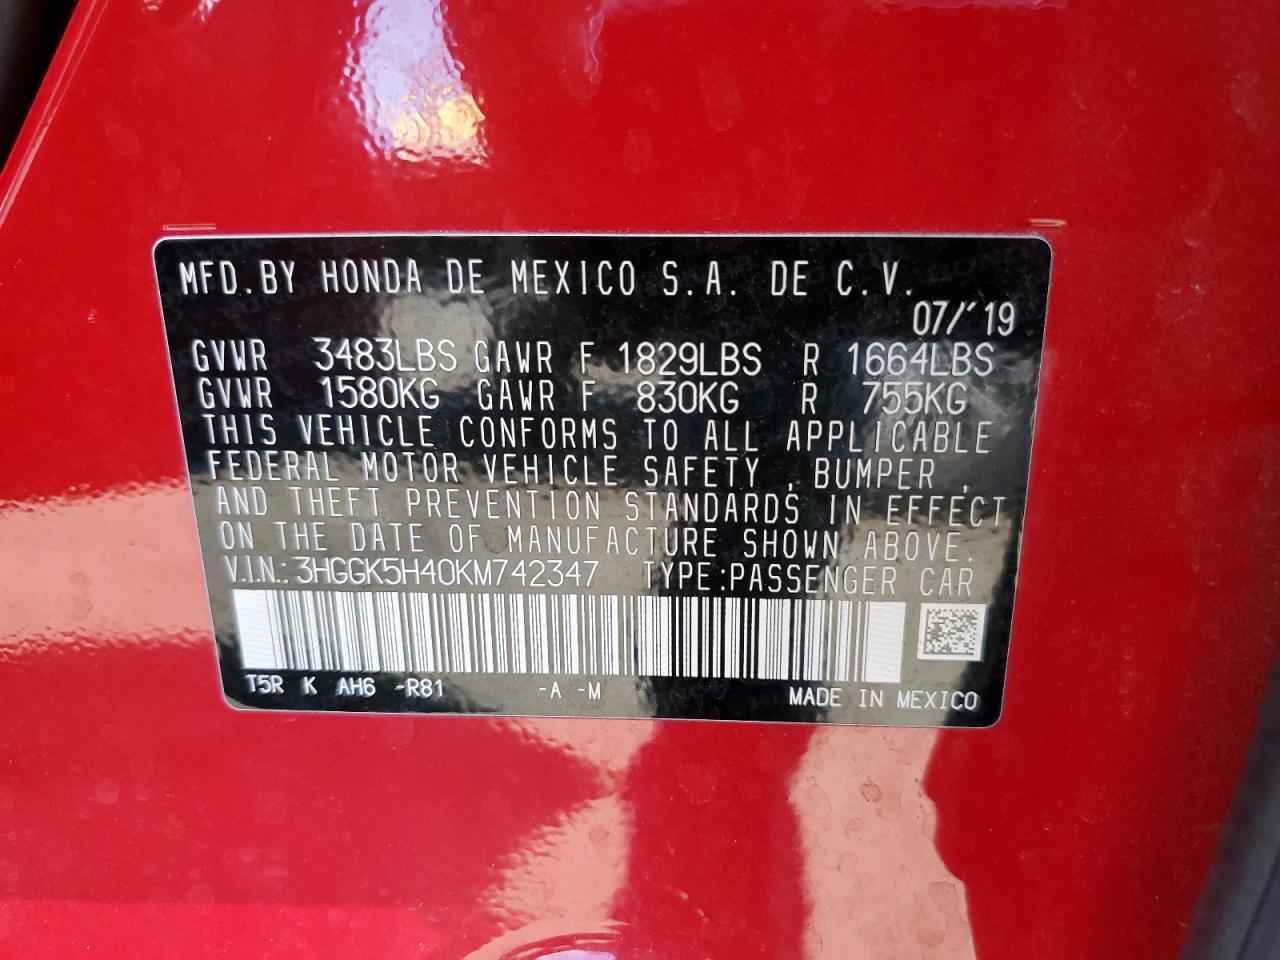 MFD.BY HONDA DE MEXICO S.A. DE C.V.
07/'19
GVWR 3483LBS GAWR F 1829LBS R 1664LBS
GVWR 1580KG GAWR F 830KG R 755KG
THIS VEHICLE CONFORMS TO ALL APPLICABLE
FEDERAL MOTOR VEHICLE SAFETY, BUMPER,
AND THEFT PREVENTION STANDARDS IN EFFECT
ON THE DATE OF MANUFACTURE SHOWN ABOVE.
V.I.N.: 3HGGK5H40KM742347 TYPE:PASSENGER CAR
T5R K AH6 -R81 -A -M MADE IN MEXICO